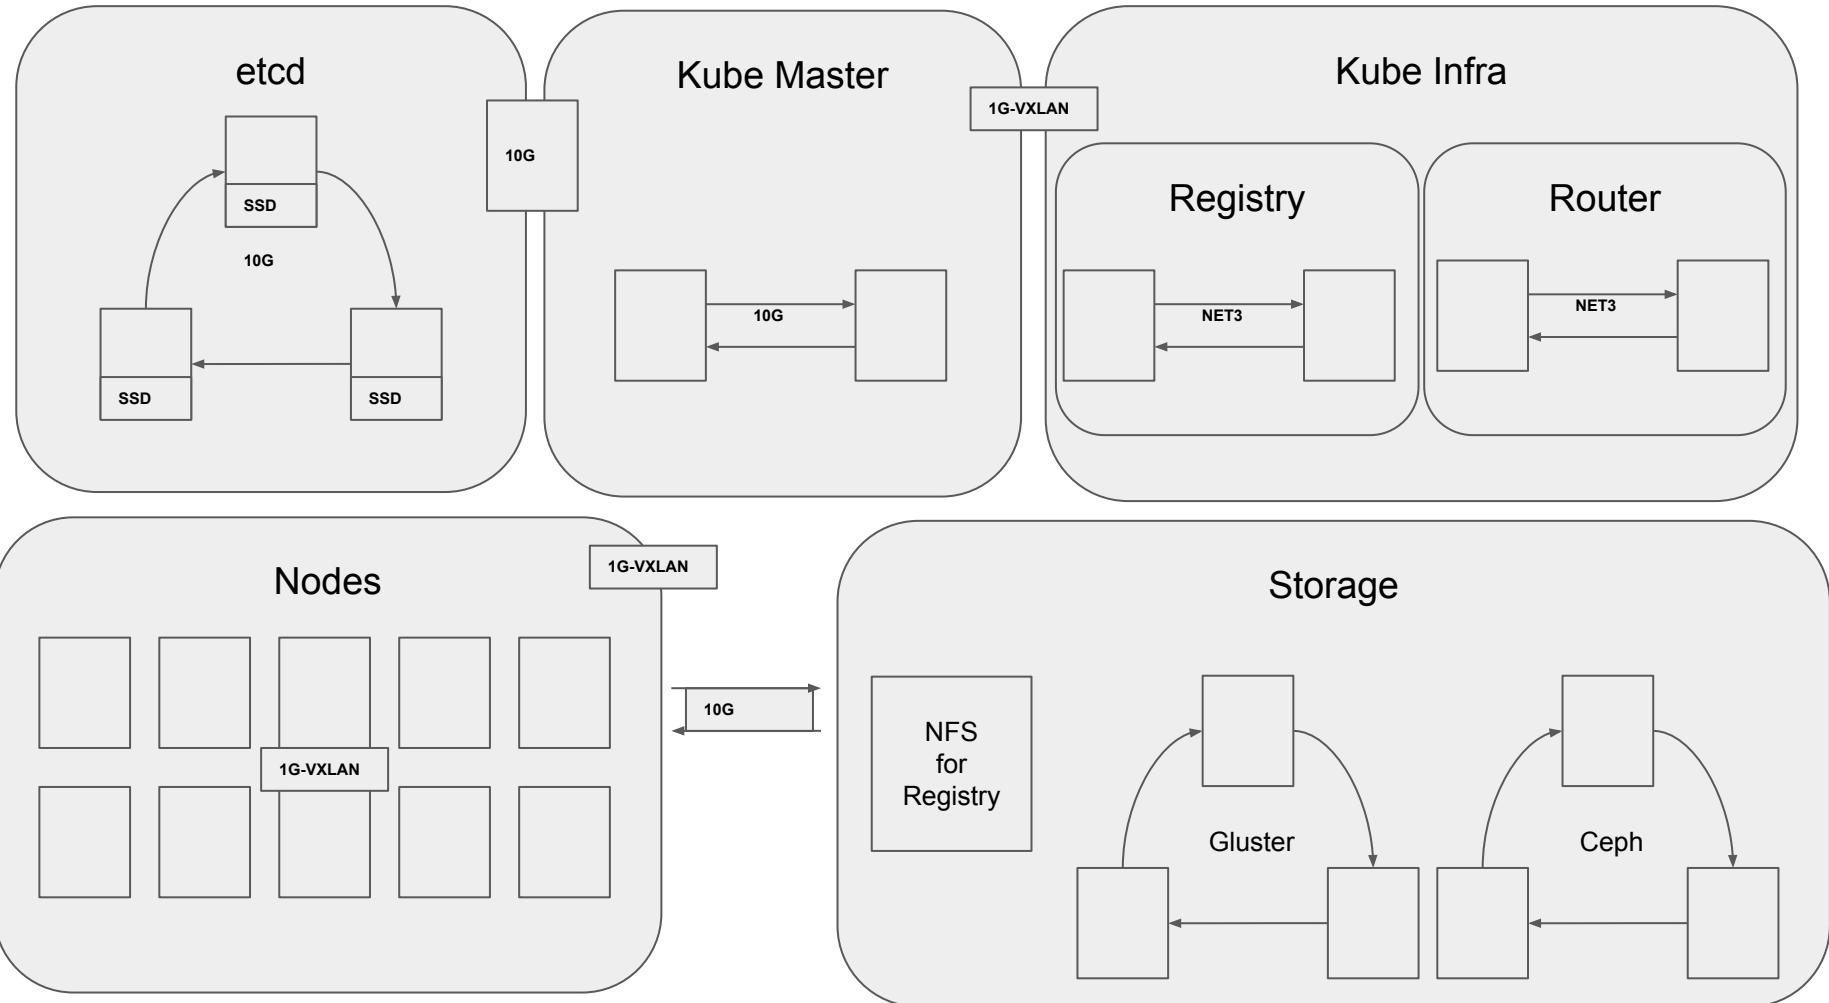 etcd
SSD
10G
SSD
SSD
10G
Kube Master
10G
1G-VXLAN
Kube Infra
Registry
NET3
Router
NET3
Nodes
1G-VXLAN
1G-VXLAN
10G
Storage
NFS
for
Registry
Gluster
Ceph